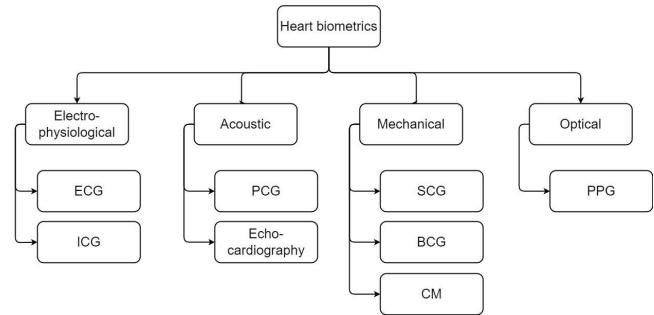 Heart biometrics
Electro-
physiological
Acoustic
Mechanical
Optical
ECG
PCG
SCG
PPG
ICG
Echo-
cardiography
BCG
CM